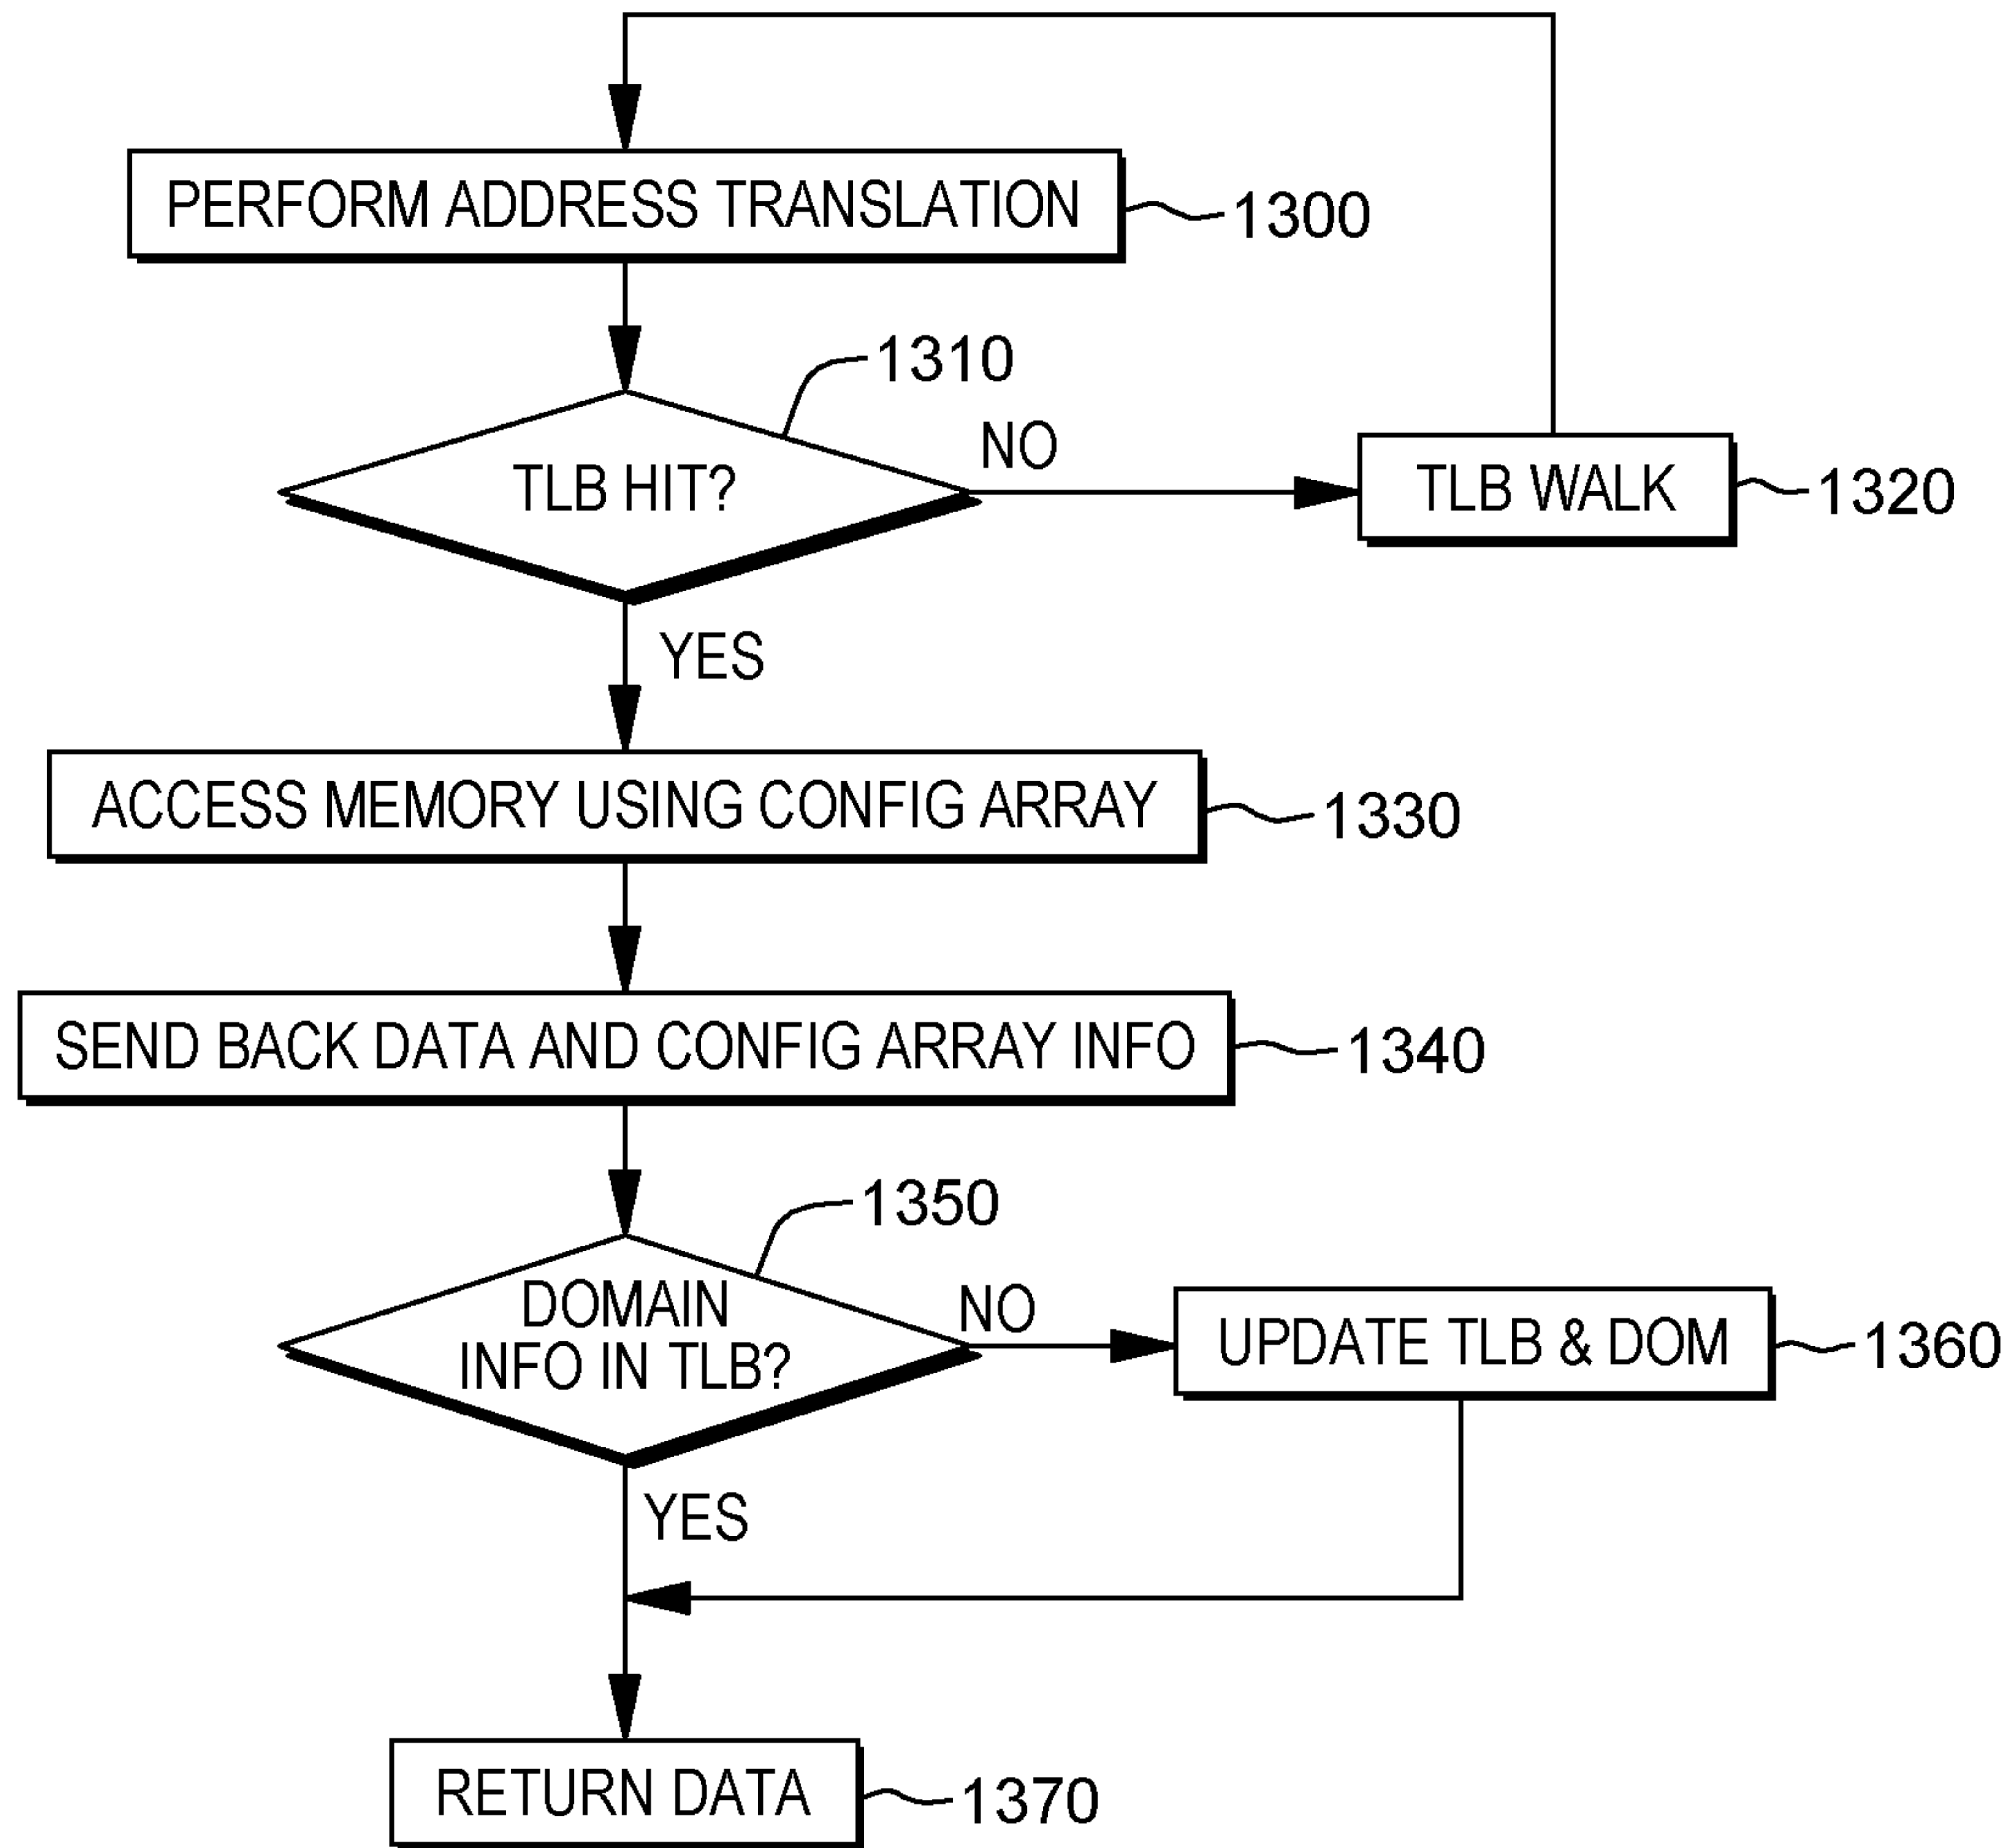 PERFORM ADDRESS TRANSLATION
1300
1310
TLB HIT?
NO
TLB WALK
1320
YES
ACCESS MEMORY USING CONFIG ARRAY
1330
SEND BACK DATA AND CONFIG ARRAY INFO
1340
1350
DOMAIN
INFO IN TLB?
NO
UPDATE TLB & DOM
1360
YES
RETURN DATA
1370